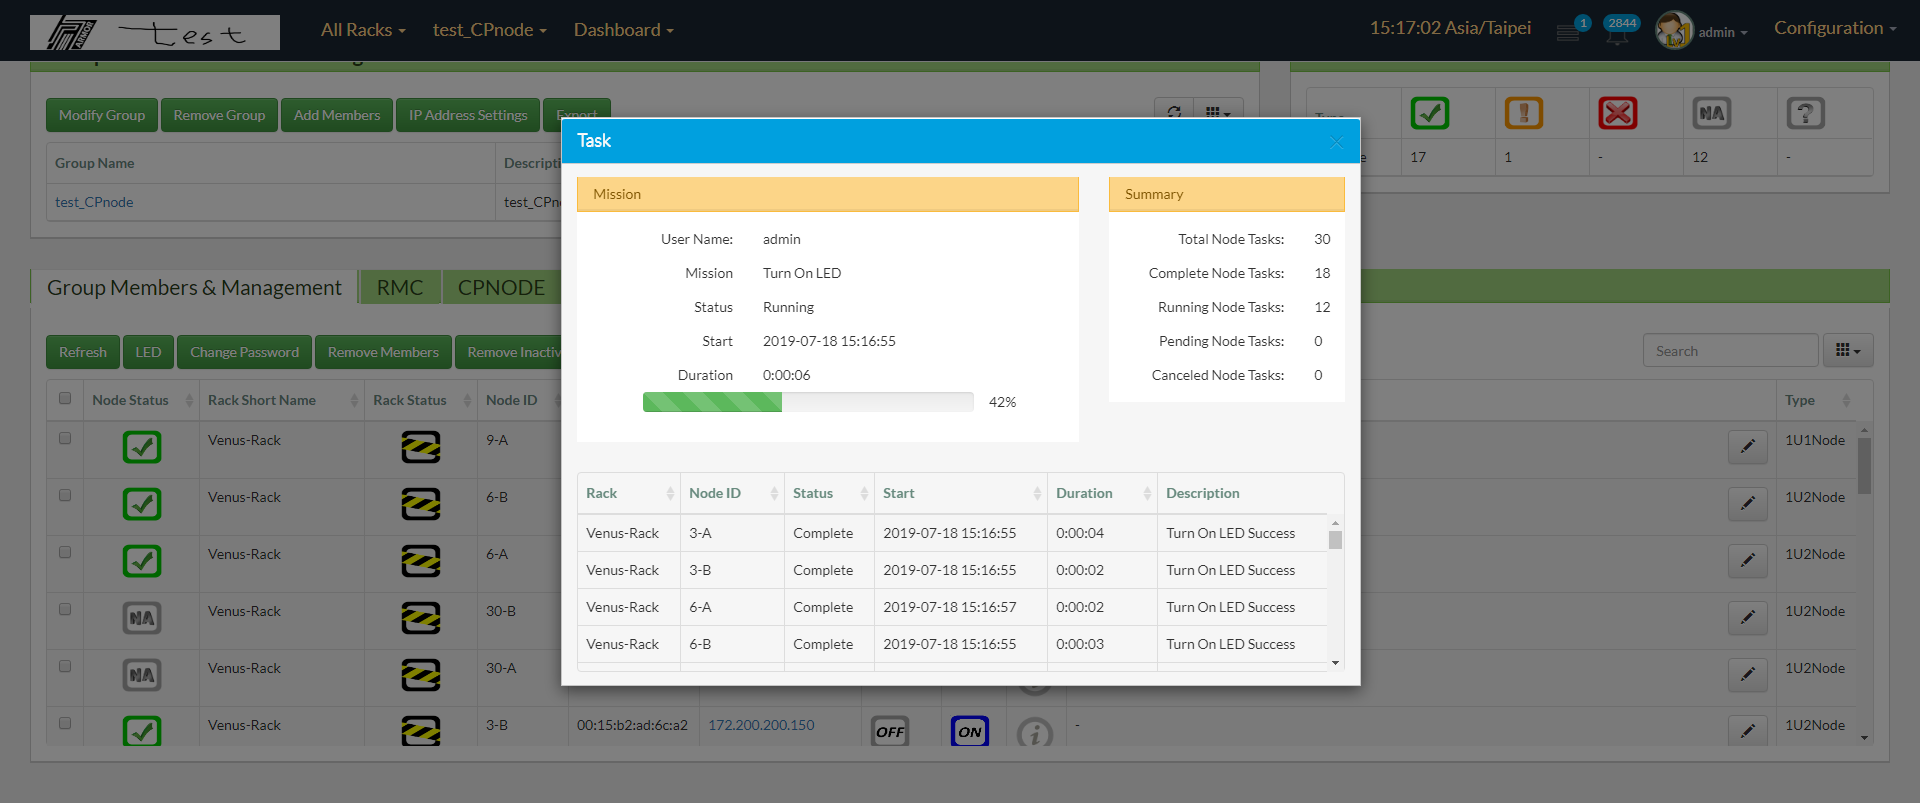 ARMOR test
All Racks test_CPnode Dashboard 15:17:02 Asia/Taipei 1 2844 admin Configuration
Modify Group Remove Group Add Members IP Address Settings Export
Group Name
test_CPnode
NA ?
17 1 - 12 -
Task
Mission
User Name: admin
Mission Turn On LED
Status Running
Start 2019-07-18 15:16:55
Duration 0:00:06
42%
Summary
Total Node Tasks: 30
Complete Node Tasks: 18
Running Node Tasks: 12
Pending Node Tasks: 0
Canceled Node Tasks: 0
Rack Node ID Status Start Duration Description
Venus-Rack 3-A Complete 2019-07-18 15:16:55 0:00:04 Turn On LED Success
Venus-Rack 3-B Complete 2019-07-18 15:16:55 0:00:02 Turn On LED Success
Venus-Rack 6-A Complete 2019-07-18 15:16:57 0:00:02 Turn On LED Success
Venus-Rack 6-B Complete 2019-07-18 15:16:55 0:00:03 Turn On LED Success
Group Members & Management RMC CPNODE
Refresh LED Change Password Remove Members Remove Inactiv Search
Node Status Rack Short Name Rack Status Node ID Type
Venus-Rack 9-A 1U1Node
Venus-Rack 6-B 1U2Node
Venus-Rack 6-A 1U2Node
NA Venus-Rack 30-B 1U2Node
NA Venus-Rack 30-A 1U2Node
Venus-Rack 3-B 00:15:b2:ad:6c:a2 172.200.200.150 OFF ON i - 1U2Node